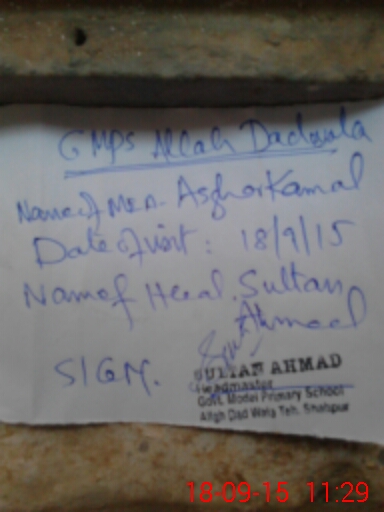 GMPS Allah Dadwala
Name of MEA. Asghar Kamal
Date of visit : 18/9/15
Name of Head. Sultan
Ahmad
SIGN.
SULTAN AHMAD
Headmaster
Govt. Model Primary School
Allah Dad Wala Teh. Shahpur
18-09-15 11:29